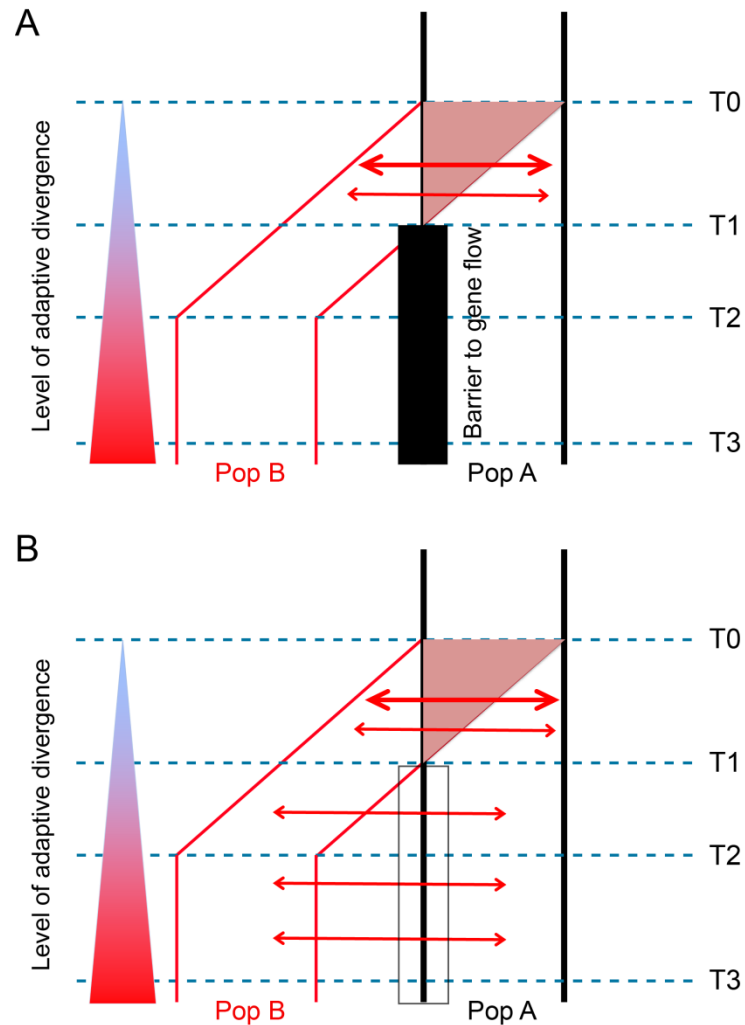 A
T0
T1
T2
T3
Level of adaptive divergence
Barrier to gene flow
Pop B
Pop A
B
T0
T1
T2
T3
Level of adaptive divergence
Pop B
Pop A